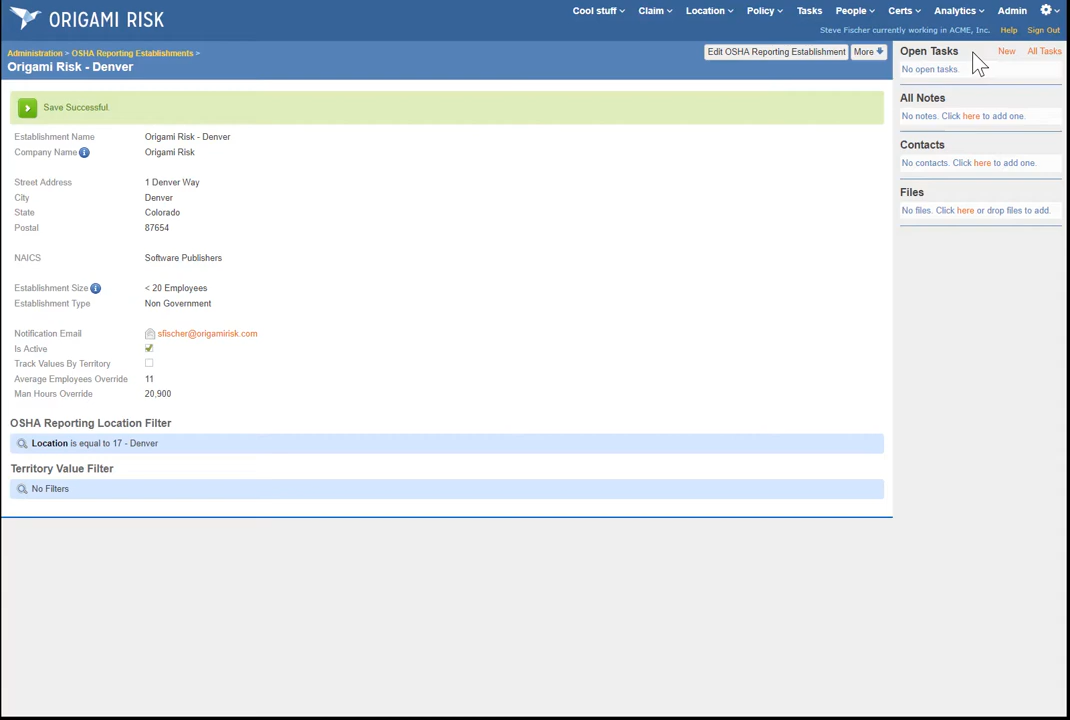 ORIGAMI RISK
Cool stuff Claim Location Policy Tasks People Certs Analytics Admin
Steve Fischer currently working in ACME, Inc. Help Sign Out
Administration > OSHA Reporting Establishments >
Origami Risk - Denver
Edit OSHA Reporting Establishment More
Save Successful
Establishment Name Origami Risk - Denver
Company Name Origami Risk
Street Address 1 Denver Way
City Denver
State Colorado
Postal 87654
NAICS Software Publishers
Establishment Size < 20 Employees
Establishment Type Non Government
Notification Email sfischer@origamirisk.com
Is Active
Track Values By Territory
Average Employees Override 11
Man Hours Override 20,900
OSHA Reporting Location Filter
Location is equal to 17 - Denver
Territory Value Filter
No Filters
Open Tasks New All Tasks
No open tasks.
All Notes
No notes. Click here to add one.
Contacts
No contacts. Click here to add one.
Files
No files. Click here or drop files to add.